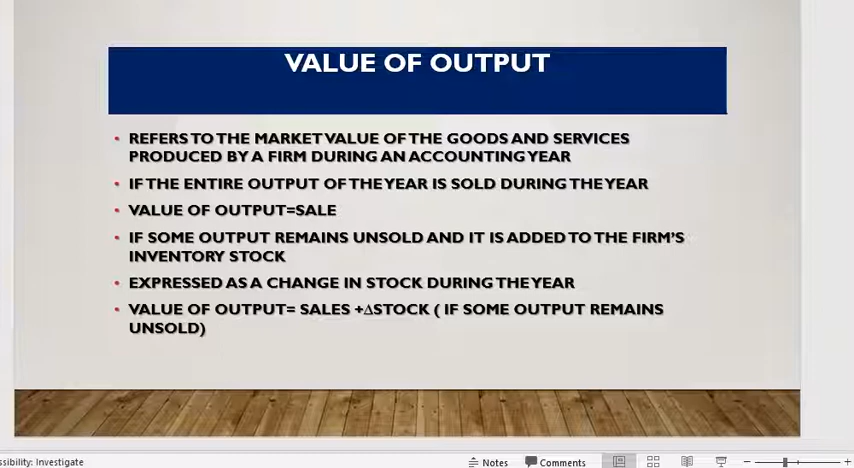 VALUE OF OUTPUT
• REFERS TO THE MARKET VALUE OF THE GOODS AND SERVICES
PRODUCED BY A FIRM DURING AN ACCOUNTING YEAR
• IF THE ENTIRE OUTPUT OF THE YEAR IS SOLD DURING THE YEAR
• VALUE OF OUTPUT=SALE
• IF SOME OUTPUT REMAINS UNSOLD AND IT IS ADDED TO THE FIRM'S
INVENTORY STOCK
• EXPRESSED AS A CHANGE IN STOCK DURING THE YEAR
• VALUE OF OUTPUT= SALES +∆STOCK ( IF SOME OUTPUT REMAINS
UNSOLD)
ssibility: Investigate Notes Comments